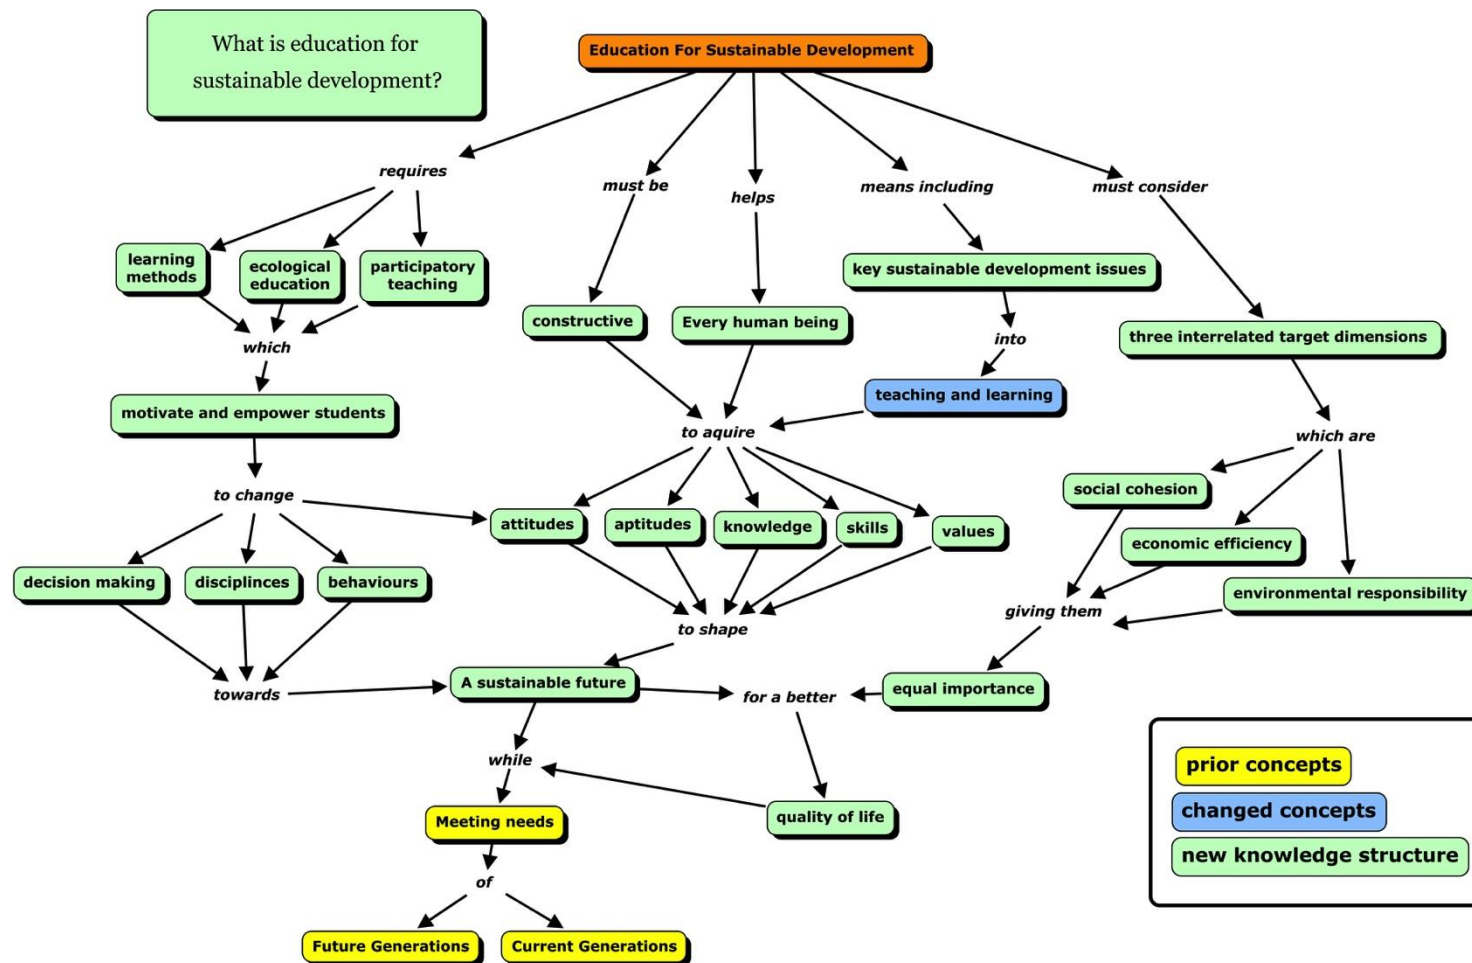 What is education for
sustainable development?
Education For Sustainable Development
requires
must be
helps
means including
must consider
learning
methods
ecological
education
participatory
teaching
key sustainable development issues
constructive
Every human being
into
three interrelated target dimensions
which
teaching and learning
motivate and empower students
to aquire
which are
to change
social cohesion
attitudes
aptitudes
knowledge
skills
values
economic efficiency
decision making
disciplinces
behaviours
environmental responsibility
giving them
to shape
towards
A sustainable future
for a better
equal importance
while
Meeting needs
quality of life
of
Future Generations
Current Generations
prior concepts
changed concepts
new knowledge structure